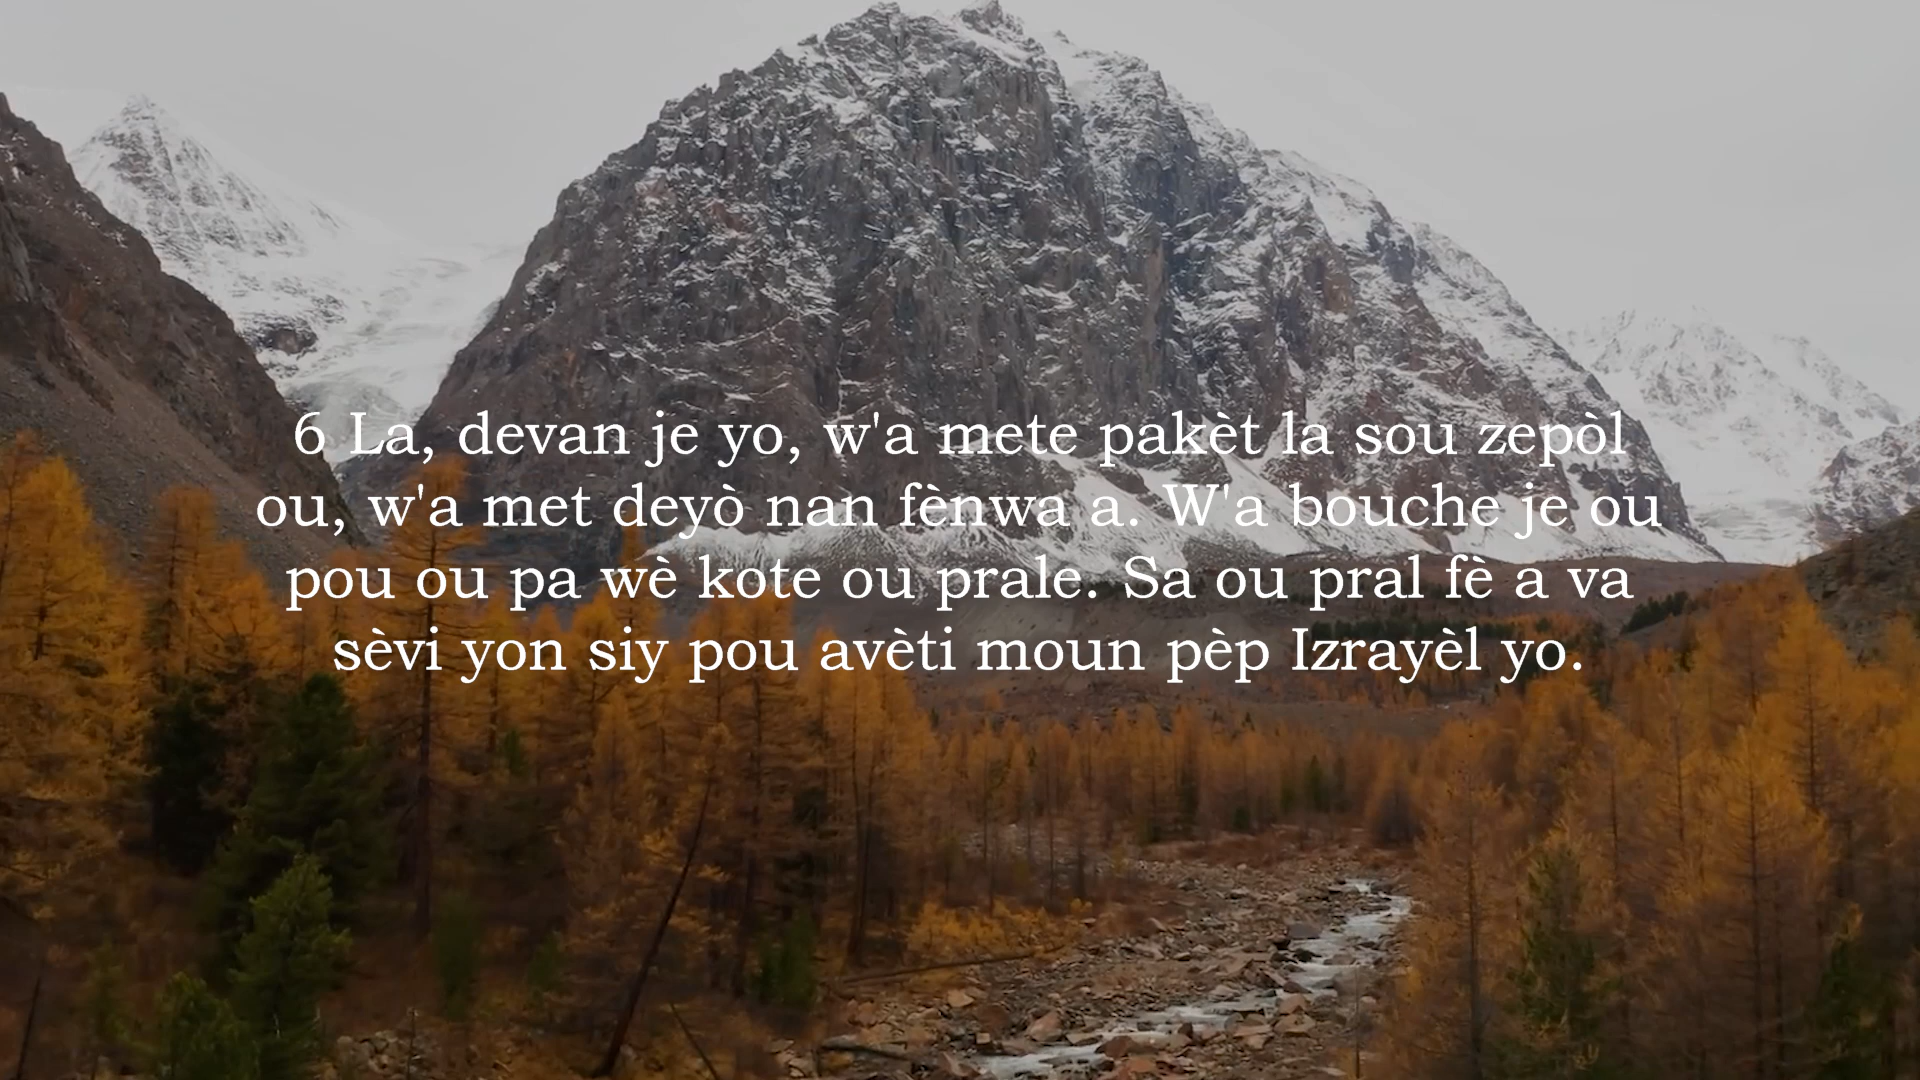 6 La, devan je yo, w'a mete pakèt la sou zepòl
ou, w'a met deyò nan fènwa a. W'a bouche je ou
pou ou pa wè kote ou prale. Sa ou pral fè a va
sèvi yon siy pou avèti moun pèp Izrayèl yo.